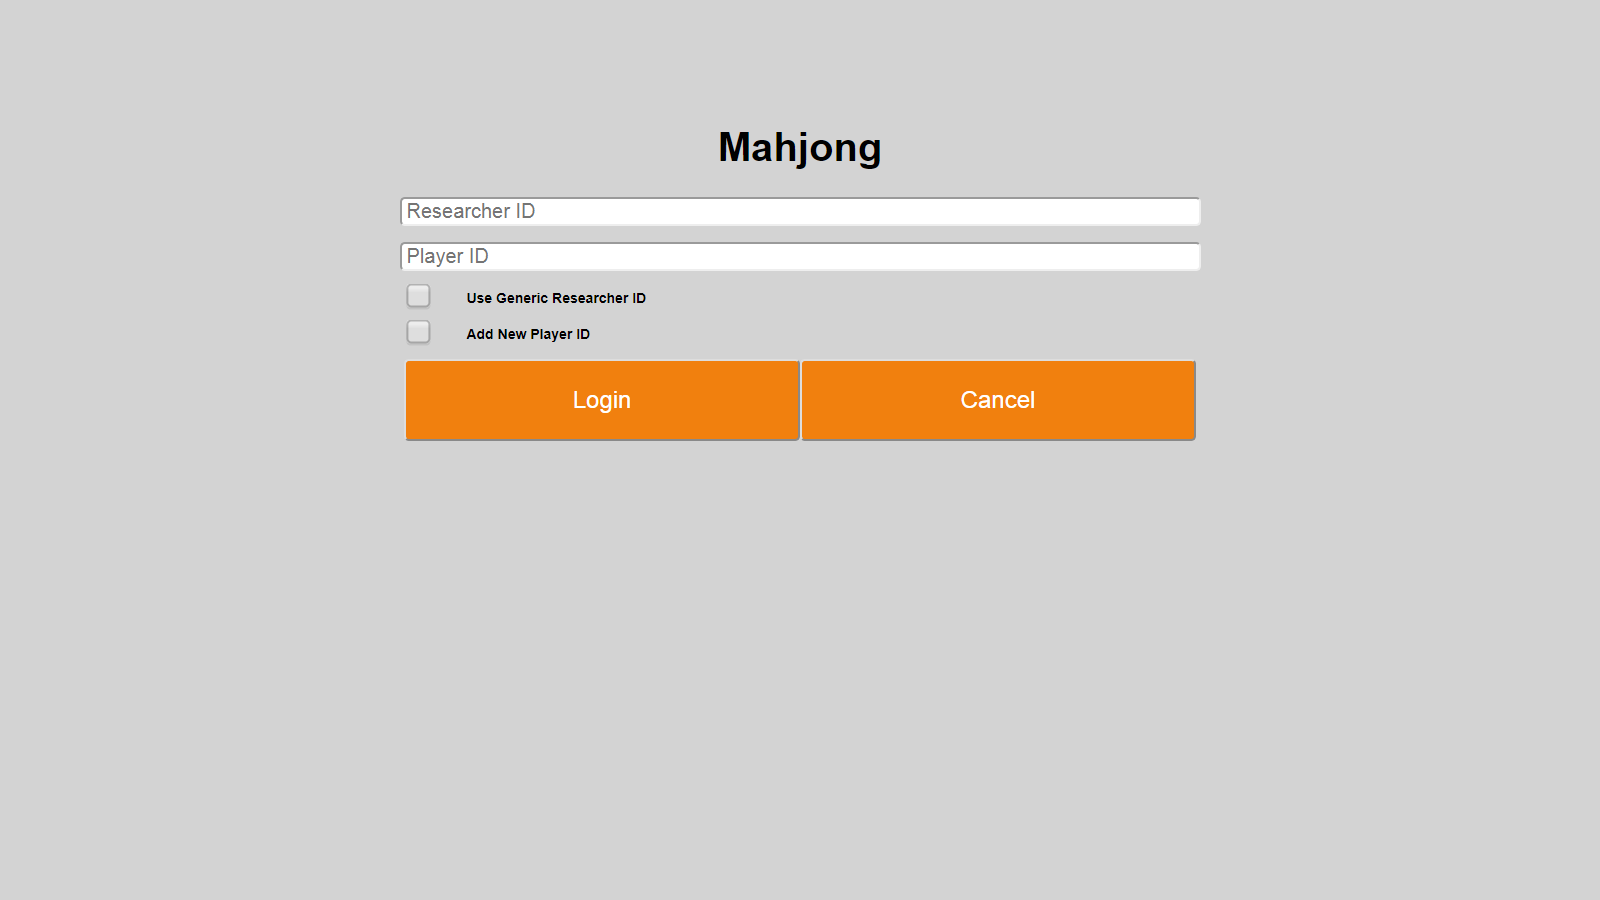 Mahjong
Researcher ID
Player ID
Use Generic Researcher ID
Add New Player ID
Login
Cancel